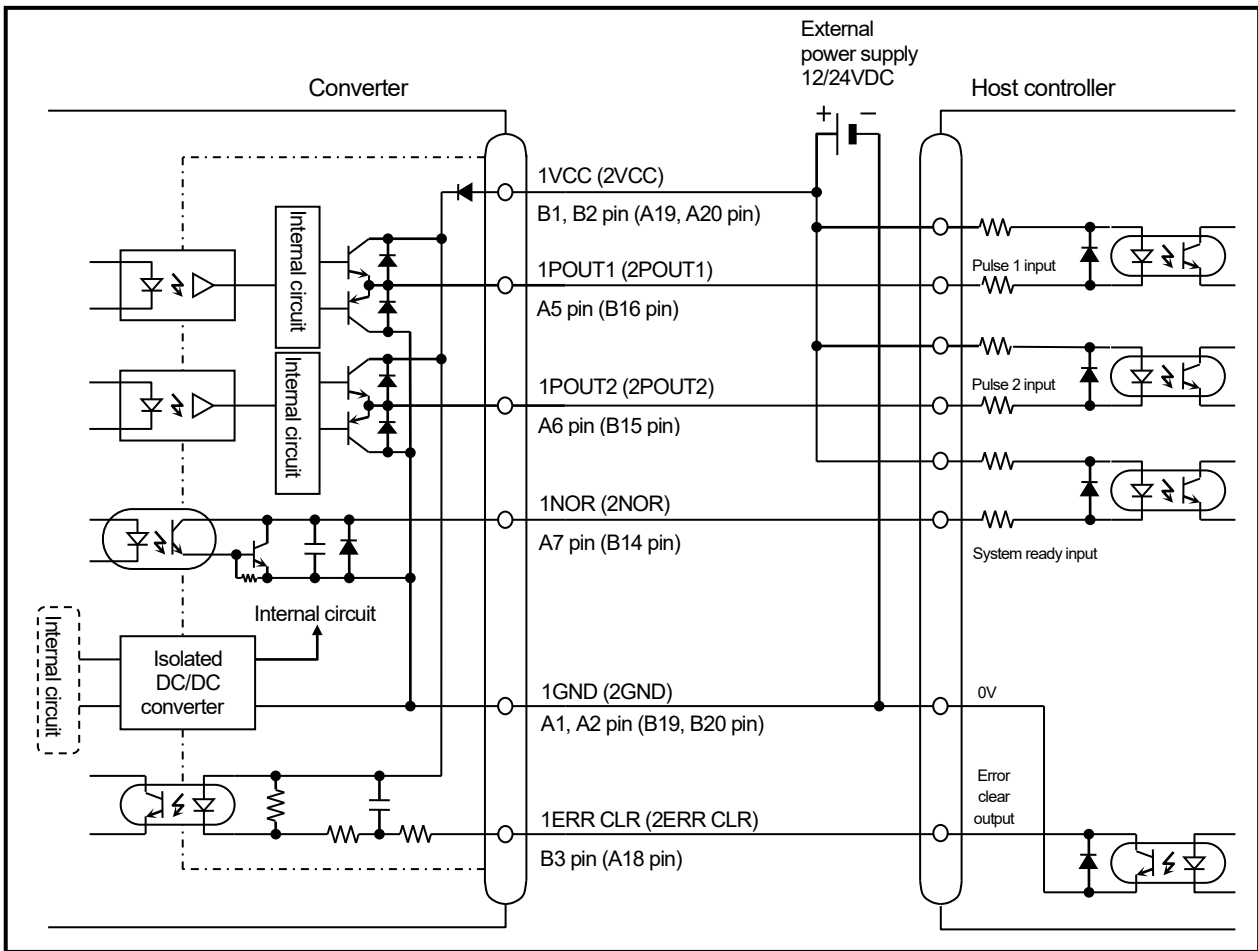 External
power supply
12/24VDC
Converter
Host controller
+
−
1VCC (2VCC)
B1, B2 pin (A19, A20 pin)
Internal circuit
1POUT1 (2POUT1)
A5 pin (B16 pin)
Pulse 1 input
Internal circuit
1POUT2 (2POUT2)
A6 pin (B15 pin)
Pulse 2 input
1NOR (2NOR)
A7 pin (B14 pin)
System ready input
Internal circuit
Internal circuit
Isolated
DC/DC
converter
1GND (2GND)
A1, A2 pin (B19, B20 pin)
0V
Error
clear
output
1ERR CLR (2ERR CLR)
B3 pin (A18 pin)